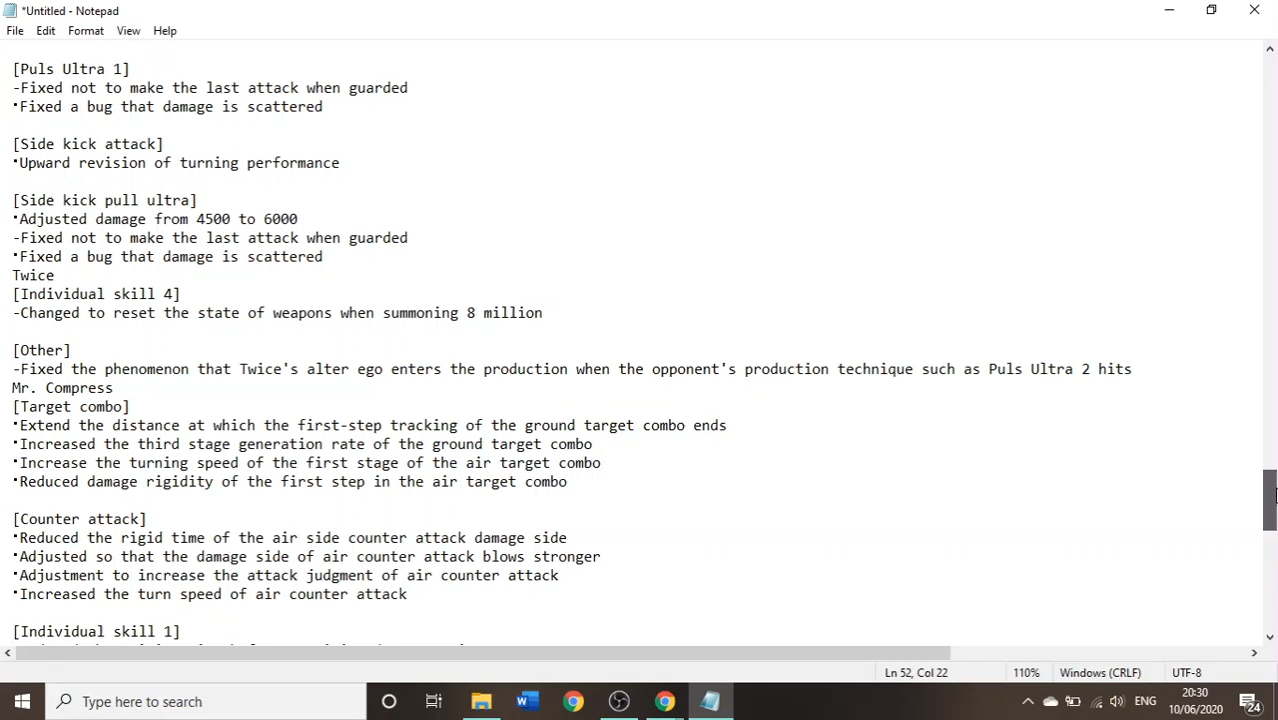 *Untitled - Notepad
File Edit Format View Help
[Puls Ultra 1]
-Fixed not to make the last attack when guarded
・Fixed a bug that damage is scattered
[Side kick attack]
・Upward revision of turning performance
[Side kick pull ultra]
・Adjusted damage from 4500 to 6000
-Fixed not to make the last attack when guarded
・Fixed a bug that damage is scattered
Twice
[Individual skill 4]
-Changed to reset the state of weapons when summoning 8 million
[Other]
-Fixed the phenomenon that Twice's alter ego enters the production when the opponent's production technique such as Puls Ultra 2 hits
Mr. Compress
[Target combo]
・Extend the distance at which the first-step tracking of the ground target combo ends
・Increased the third stage generation rate of the ground target combo
・Increase the turning speed of the first stage of the air target combo
・Reduced damage rigidity of the first step in the air target combo
[Counter attack]
・Reduced the rigid time of the air side counter attack damage side
・Adjusted so that the damage side of air counter attack blows stronger
・Adjustment to increase the attack judgment of air counter attack
・Increased the turn speed of air counter attack
[Individual skill 1]
Ln 52, Col 22 110% Windows (CRLF) UTF-8
Type here to search ENG 20:30
10/06/2020 24